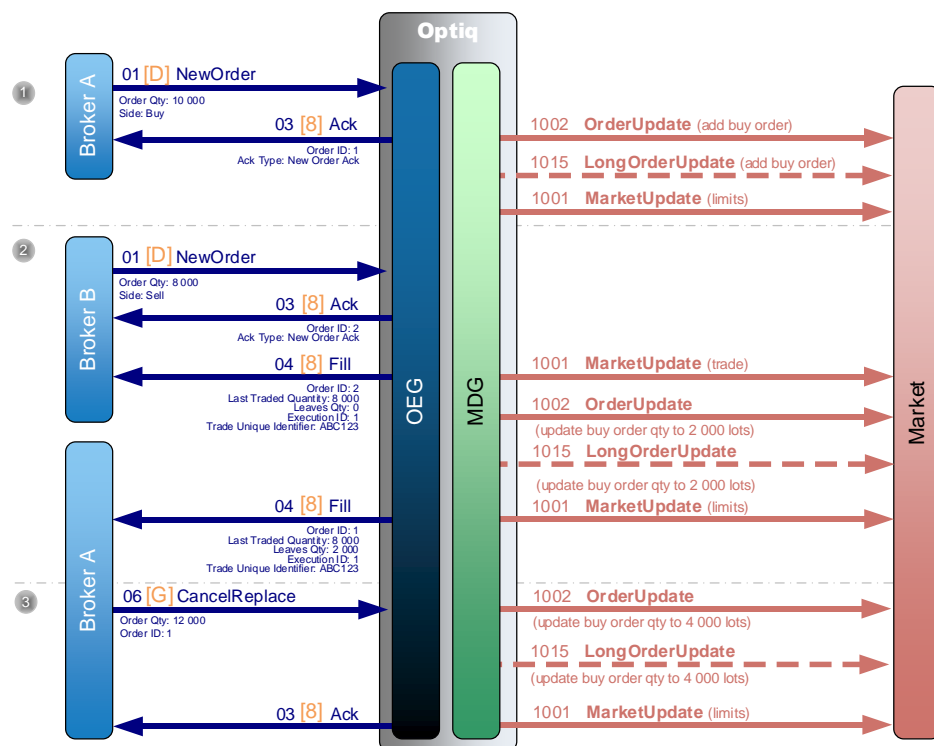 Optiq
1
Broker A
01 [D] NewOrder
Order Qty: 10 000
Side: Buy
03 [8] Ack
Order ID: 1
Ack Type: New Order Ack
1002 OrderUpdate (add buy order)
1015 LongOrderUpdate (add buy order)
1001 MarketUpdate (limits)
2
Broker B
01 [D] NewOrder
Order Qty: 8 000
Side: Sell
03 [8] Ack
Order ID: 2
Ack Type: New Order Ack
04 [8] Fill
Order ID: 2
Last Traded Quantity: 8 000
Leaves Qty: 0
Execution ID: 1
Trade Unique Identifier: ABC123
OEG
MDG
Market
1001 MarketUpdate (trade)
1002 OrderUpdate
(update buy order qty to 2 000 lots)
1015 LongOrderUpdate
(update buy order qty to 2 000 lots)
Broker A
04 [8] Fill
Order ID: 1
Last Traded Quantity: 8 000
Leaves Qty: 2 000
Execution ID: 1
Trade Unique Identifier: ABC123
1001 MarketUpdate (limits)
3
06 [G] CancelReplace
Order Qty: 12 000
Order ID: 1
1002 OrderUpdate
(update buy order qty to 4 000 lots)
1015 LongOrderUpdate
(update buy order qty to 4 000 lots)
03 [8] Ack
1001 MarketUpdate (limits)